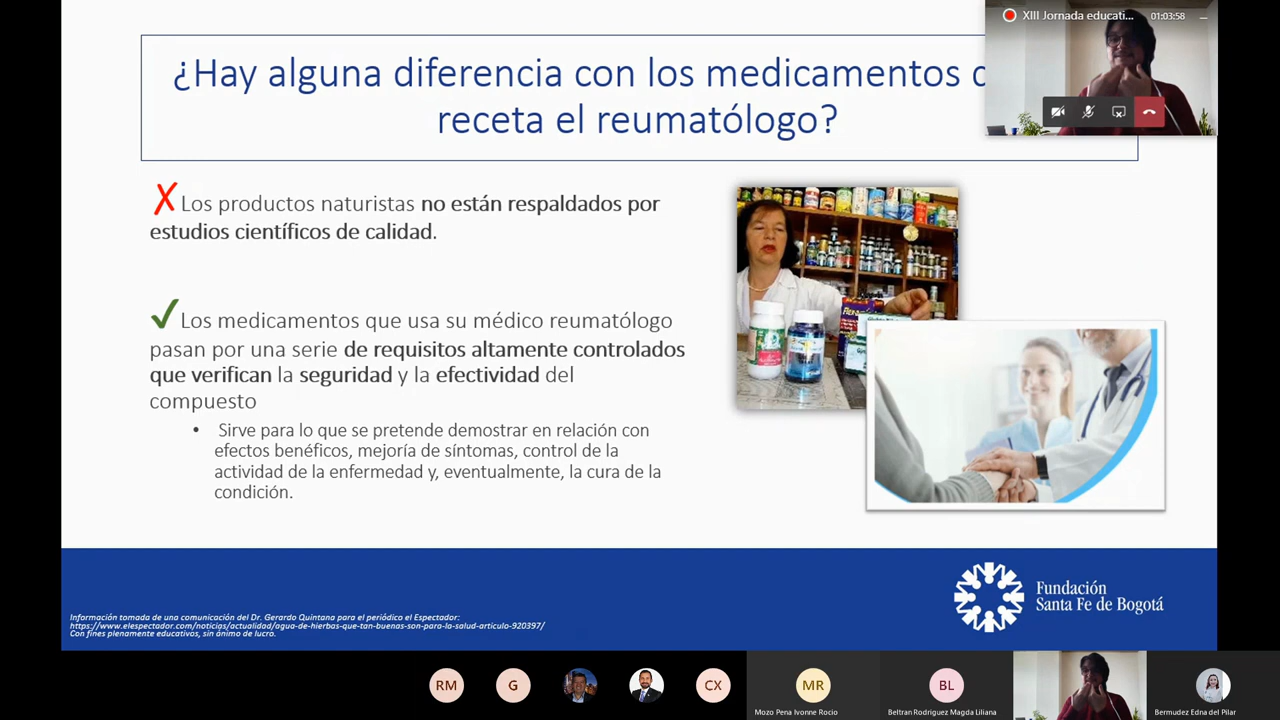 XIII Jornada educati...
01:03:58
¿Hay alguna diferencia con los medicamentos
receta el reumatólogo?
✗ Los productos naturistas no están respaldados por
estudios científicos de calidad.
✓ Los medicamentos que usa su médico reumatólogo
pasan por una serie de requisitos altamente controlados
que verifican la seguridad y la efectividad del
compuesto
• Sirve para lo que se pretende demostrar en relación con
efectos benéficos, mejoría de síntomas, control de la
actividad de la enfermedad y, eventualmente, la cura de la
condición.
Información tomada de una comunicación del Dr. Gerardo Quintana para el periódico el Espectador:
https://www.elespectador.com/noticias/actualidad/agua-de-hierbas-que-tan-buenas-son-para-la-salud-articulo-920397/
Con fines plenamente educativos, sin ánimo de lucro.
Fundación
Santa Fe de Bogotá
RM
G
CX
MR
BL
Mozo Pena Ivonne Rocio
Beltran Rodriguez Magda Liliana
Bermudez Edna del Pilar